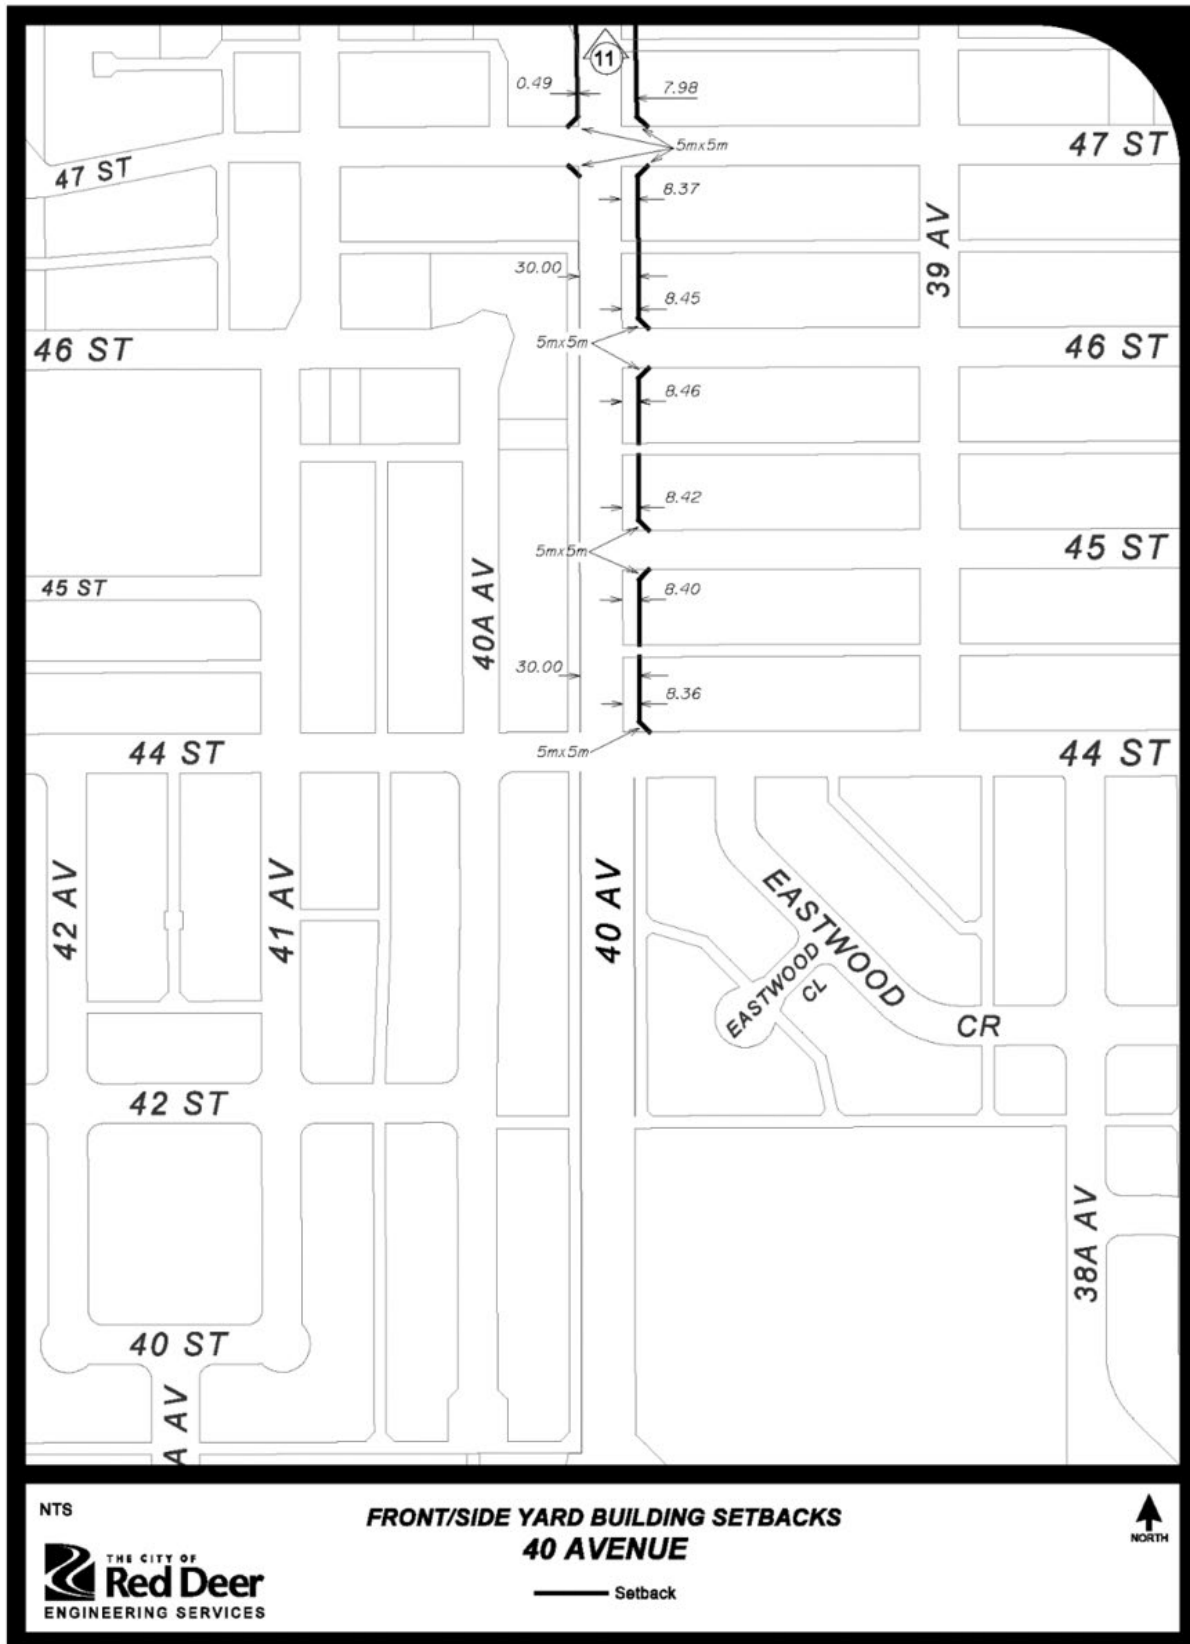 11
0.49
7.98
5mx5m
47 ST
47 ST
8.37
39 AV
30.00
8.45
5mx5m
46 ST
46 ST
8.46
8.42
5mx5m
45 ST
45 ST
40A AV
8.40
30.00
8.36
5mx5m
44 ST
44 ST
42 AV
41 AV
40 AV
EASTWOOD
CR
EASTWOOD
CL
42 ST
38A AV
40 ST
A AV
NTS
FRONT/SIDE YARD BUILDING SETBACKS
40 AVENUE
NORTH
THE CITY OF
Red Deer
ENGINEERING SERVICES
Setback